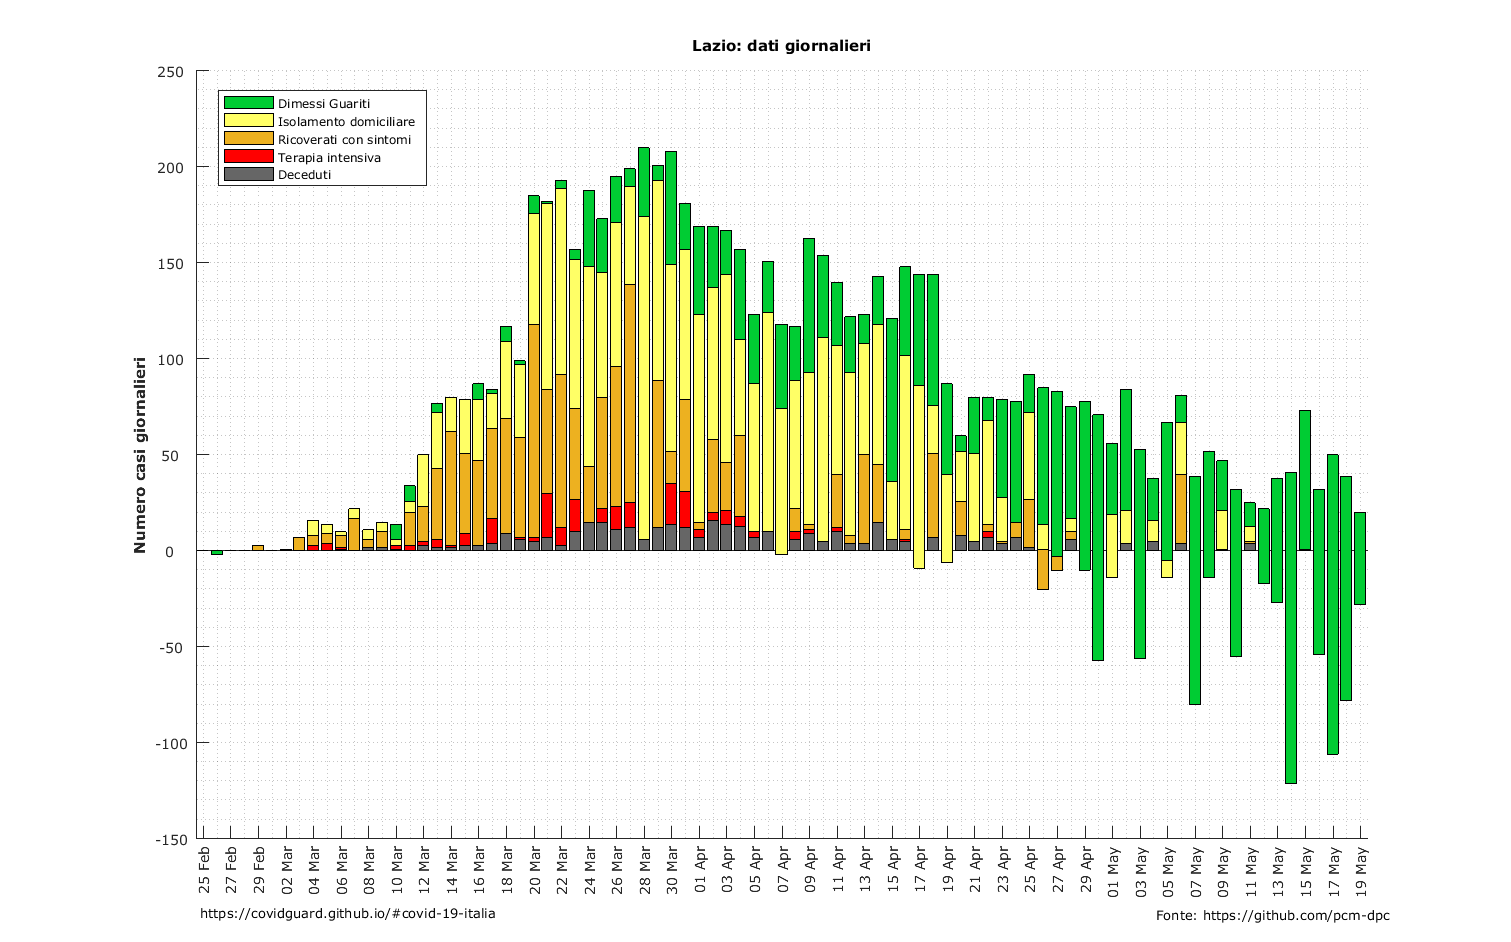 Lazio: dati giornalieri
Numero casi giornalieri
250
200
150
100
50
0
-50
-100
-150
Dimessi Guariti
Isolamento domiciliare
Ricoverati con sintomi
Terapia intensiva
Deceduti
25 Feb
27 Feb
29 Feb
02 Mar
04 Mar
06 Mar
08 Mar
10 Mar
12 Mar
14 Mar
16 Mar
18 Mar
20 Mar
22 Mar
24 Mar
26 Mar
28 Mar
30 Mar
01 Apr
03 Apr
05 Apr
07 Apr
09 Apr
11 Apr
13 Apr
15 Apr
17 Apr
19 Apr
21 Apr
23 Apr
25 Apr
27 Apr
29 Apr
01 May
03 May
05 May
07 May
09 May
11 May
13 May
15 May
17 May
19 May
https://covidguard.github.io/#covid-19-italia
Fonte: https://github.com/pcm-dpc